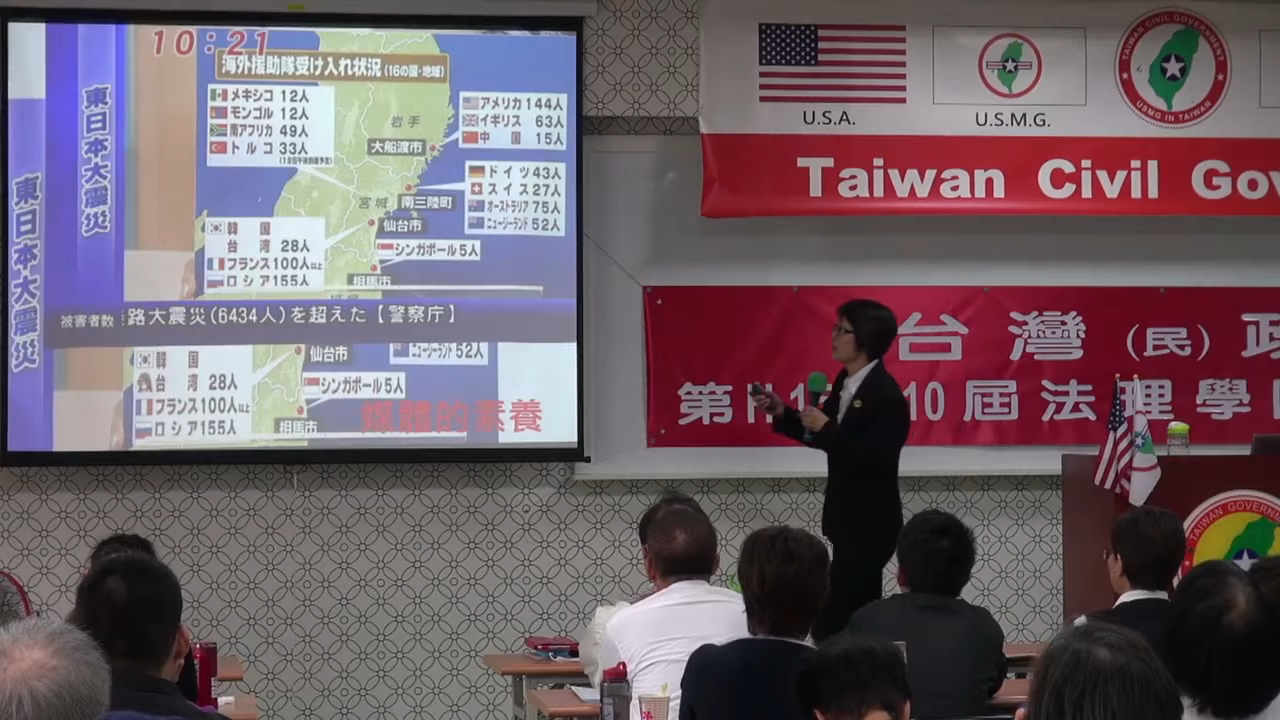 10:21
海外援助隊受け入れ状況(16の国・地域)
東日本大震災
東日本大震災
メキシコ 12人
モンゴル 12人
南アフリカ 49人
トルコ 33人
アメリカ 144人
イギリス 63人
中国 15人
岩手
大船渡市
ドイツ 43人
スイス 27人
オーストラリア 75人
ニュージーランド 52人
宮城
南三陸町
仙台市
韓国
台湾 28人
フランス100人以上
ロシア155人
シンガポール5人
相馬市
被害者数
路大震災(6434人)を超えた【警察庁】
韓国
台湾 28人
フランス100人以上
ロシア155人
仙台市
ニュージーランド 52人
シンガポール5人
相馬市
媒體的素養
U.S.A.
U.S.M.G.
TAIWAN CIVIL GOVERNMENT
USMG IN TAIWAN
Taiwan Civil Gov
台灣(民)政
10屆法理學
TAIWAN GOVERNM